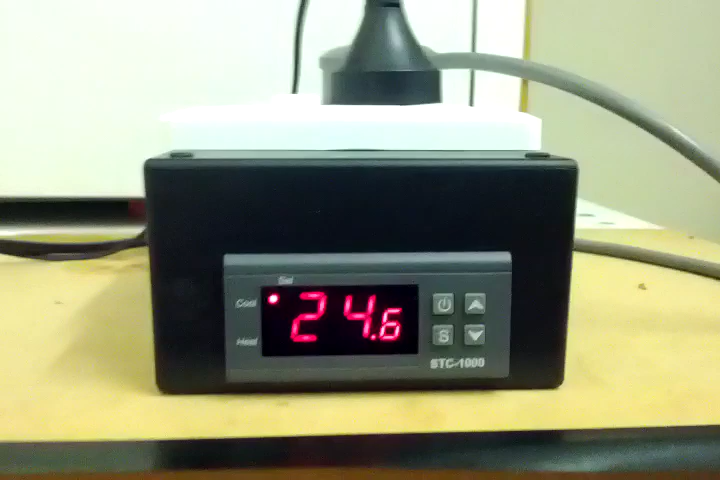 Set
Cool
24.6
Heat
S
STC-1000